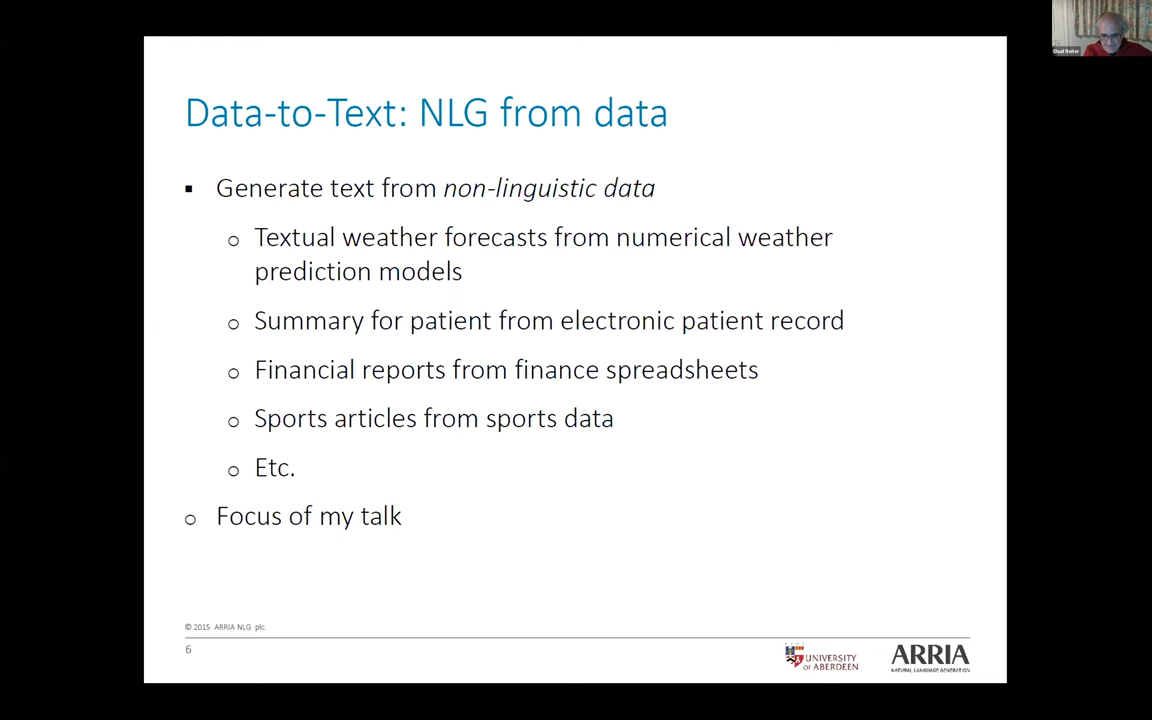 Data-to-Text: NLG from data
▪ Generate text from non-linguistic data
o Textual weather forecasts from numerical weather
prediction models
o Summary for patient from electronic patient record
o Financial reports from finance spreadsheets
o Sports articles from sports data
o Etc.
o Focus of my talk
© 2015 ARRIA NLG plc.
6
UNIVERSITY
OF ABERDEEN
ARRIA
NATURAL LANGUAGE GENERATION
Ehud Reiter